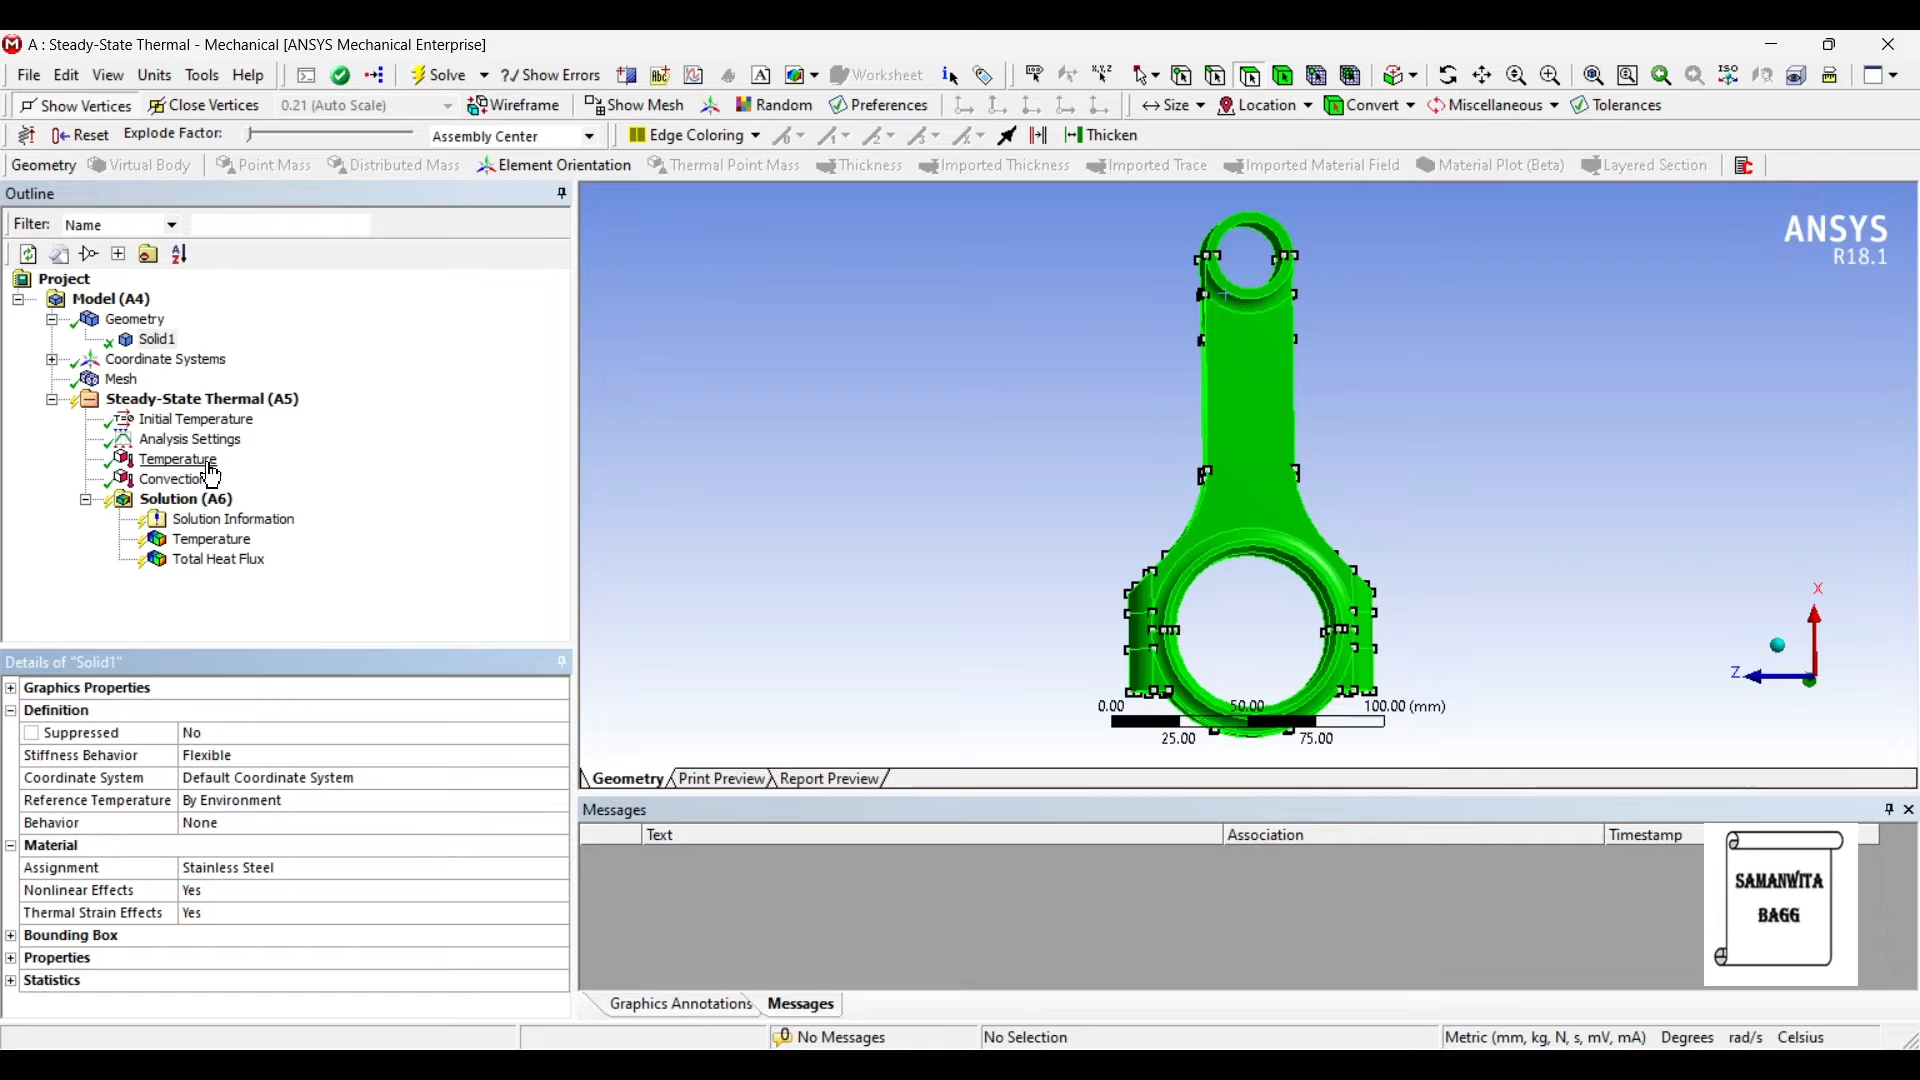 A : Steady-State Thermal - Mechanical [ANSYS Mechanical Enterprise]
File Edit View Units Tools Help Solve ?/ Show Errors Worksheet
Show Vertices Close Vertices 0.21 (Auto Scale) Wireframe Show Mesh Random Preferences Size Location Convert Miscellaneous Tolerances
Reset Explode Factor: Assembly Center Edge Coloring Thicken
Geometry Virtual Body Point Mass Distributed Mass Element Orientation Thermal Point Mass Thickness Imported Thickness Imported Trace Imported Material Field Material Plot (Beta) Layered Section
Outline
Filter: Name
Project
Model (A4)
Geometry
Solid1
Coordinate Systems
Mesh
Steady-State Thermal (A5)
Initial Temperature
Analysis Settings
Temperature
Convection
Solution (A6)
Solution Information
Temperature
Total Heat Flux
Details of "Solid1"
Graphics Properties
Definition
Suppressed No
Stiffness Behavior Flexible
Coordinate System Default Coordinate System
Reference Temperature By Environment
Behavior None
Material
Assignment Stainless Steel
Nonlinear Effects Yes
Thermal Strain Effects Yes
Bounding Box
Properties
Statistics
ANSYS
R18.1
X
Z
0.00 50.00 100.00 (mm)
25.00 75.00
Geometry Print Preview Report Preview
Messages
Text Association Timestamp
SAMANWITA
BAGG
Graphics Annotations Messages
No Messages No Selection Metric (mm, kg, N, s, mV, mA) Degrees rad/s Celsius